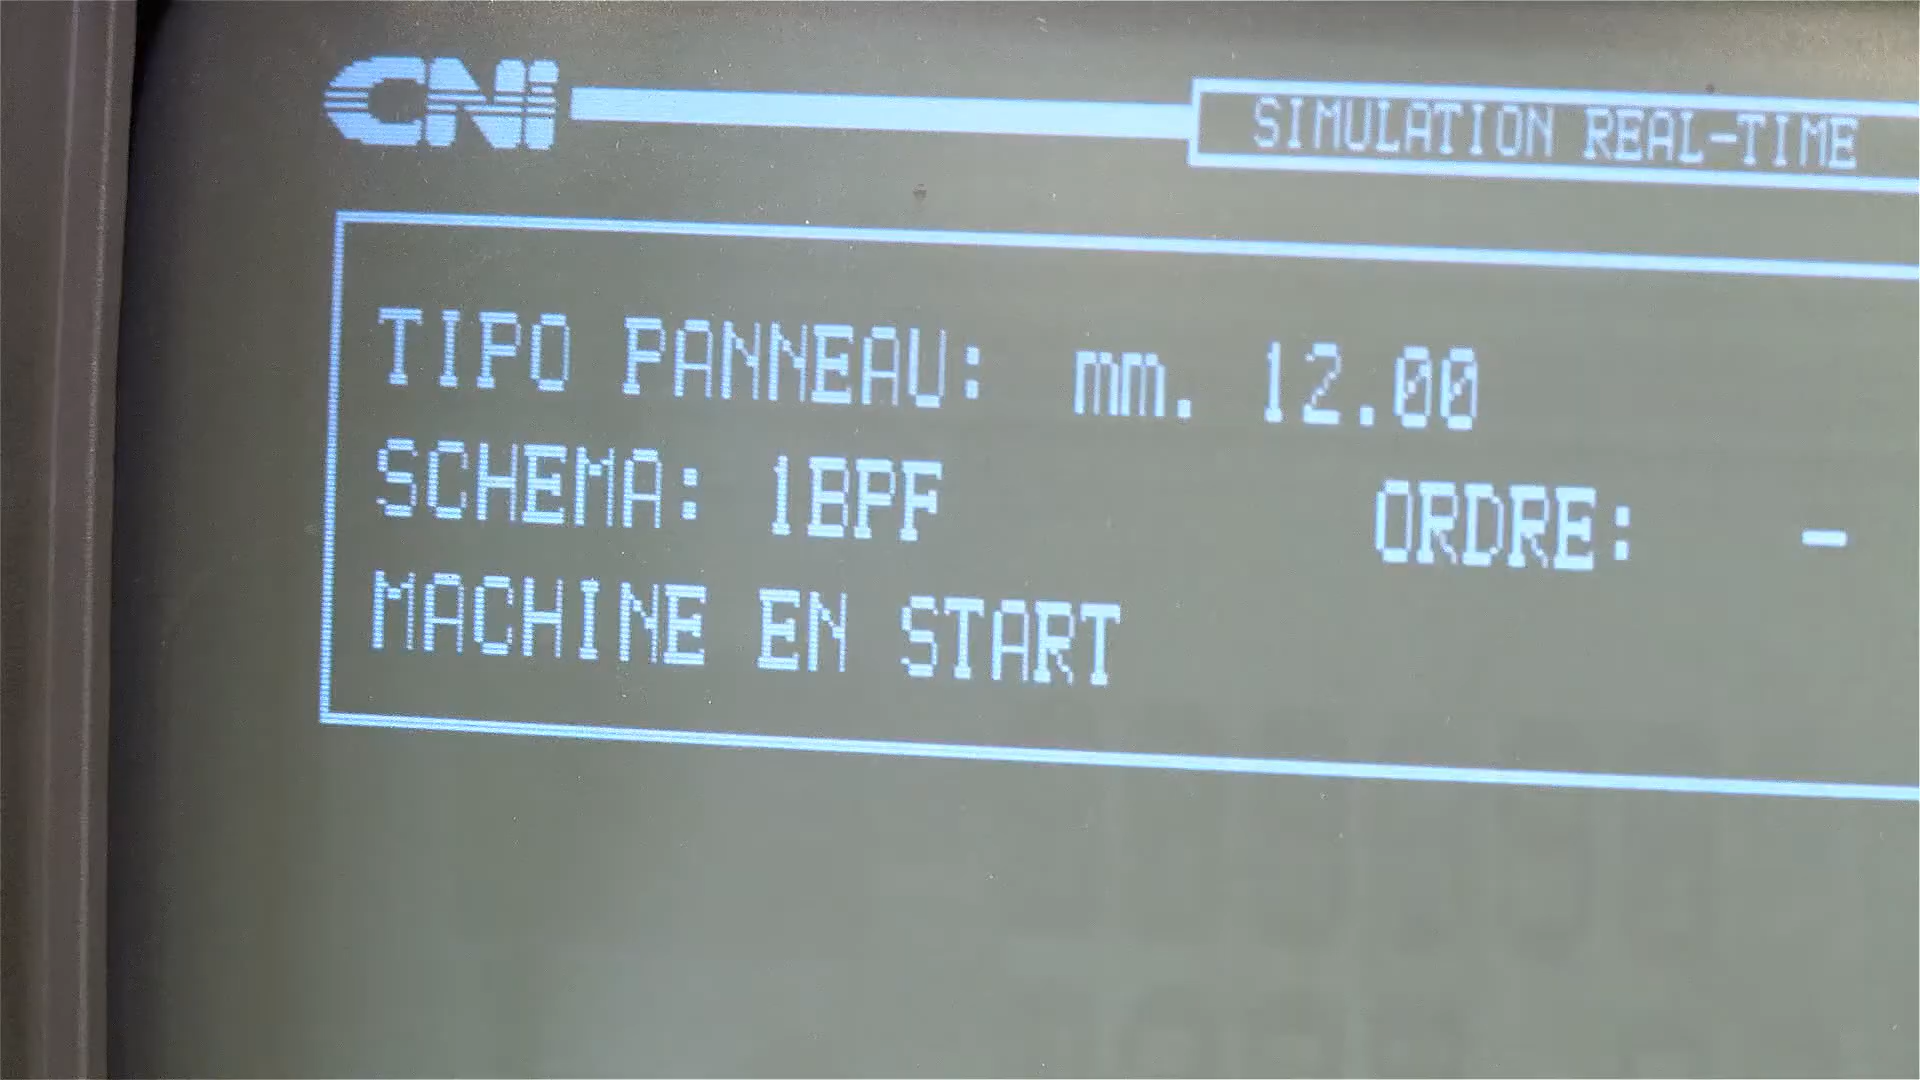 CNi
SIMULATION REAL-TIME
TIPO PANNEAU: mm. 12.00
SCHEMA: 1BPF ORDRE: -
MACHINE EN START